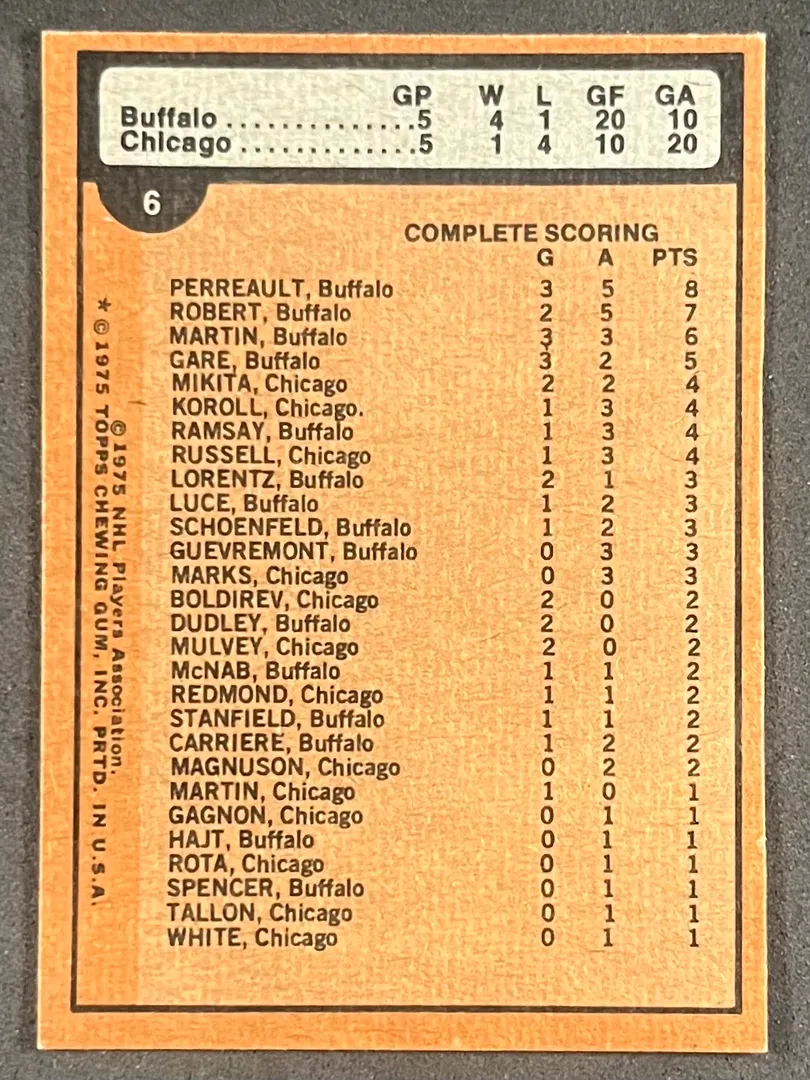 GP W L GF GA
Buffalo..............5 4 1 20 10
Chicago.............5 1 4 10 20
6
COMPLETE SCORING
G A PTS
PERREAULT, Buffalo 3 5 8
ROBERT, Buffalo 2 5 7
MARTIN, Buffalo 3 3 6
GARE, Buffalo 3 2 5
MIKITA, Chicago 2 2 4
KOROLL, Chicago. 1 3 4
RAMSAY, Buffalo 1 3 4
RUSSELL, Chicago 1 3 4
LORENTZ, Buffalo 2 1 3
LUCE, Buffalo 1 2 3
SCHOENFELD, Buffalo 1 2 3
GUEVREMONT, Buffalo 0 3 3
MARKS, Chicago 0 3 3
BOLDIREV, Chicago 2 0 2
DUDLEY, Buffalo 2 0 2
MULVEY, Chicago 2 0 2
McNAB, Buffalo 1 1 2
REDMOND, Chicago 1 1 2
STANFIELD, Buffalo 1 1 2
CARRIERE, Buffalo 1 2 2
MAGNUSON, Chicago 0 2 2
MARTIN, Chicago 1 0 1
GAGNON, Chicago 0 1 1
HAJT, Buffalo 0 1 1
ROTA, Chicago 0 1 1
SPENCER, Buffalo 0 1 1
TALLON, Chicago 0 1 1
WHITE, Chicago 0 1 1
© 1975 NHL Players Association.
* © 1975 TOPPS CHEWING GUM, INC. PRTD. IN U.S.A.